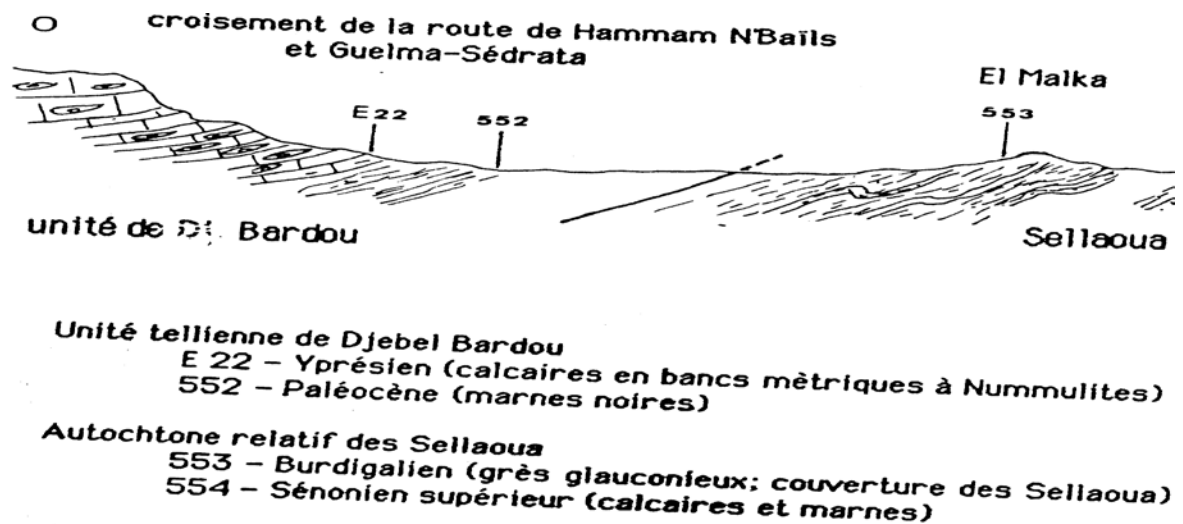 O
croisement de la route de Hammam N'Baïls
et Guelma-Sédrata
El Malka
E 22
552
553
unité de Dj. Bardou
Sellaoua
Unité tellienne de Djebel Bardou
E 22 - Yprésien (calcaires en bancs mètriques à Nummulites)
552 - Paléocène (marnes noires)
Autochtone relatif des Sellaoua
553 - Burdigalien (grès glauconieux; couverture des Sellaoua)
554 - Sénonien supérieur (calcaires et marnes)